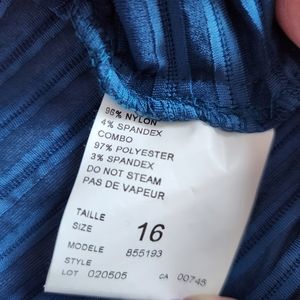 96% NYLON
4% SPANDEX
COMBO
97% POLYESTER
3% SPANDEX
DO NOT STEAM
PAS DE VAPEUR
TAILLE
SIZE 16
MODELE 855193
STYLE
LOT 020505 CA 00746